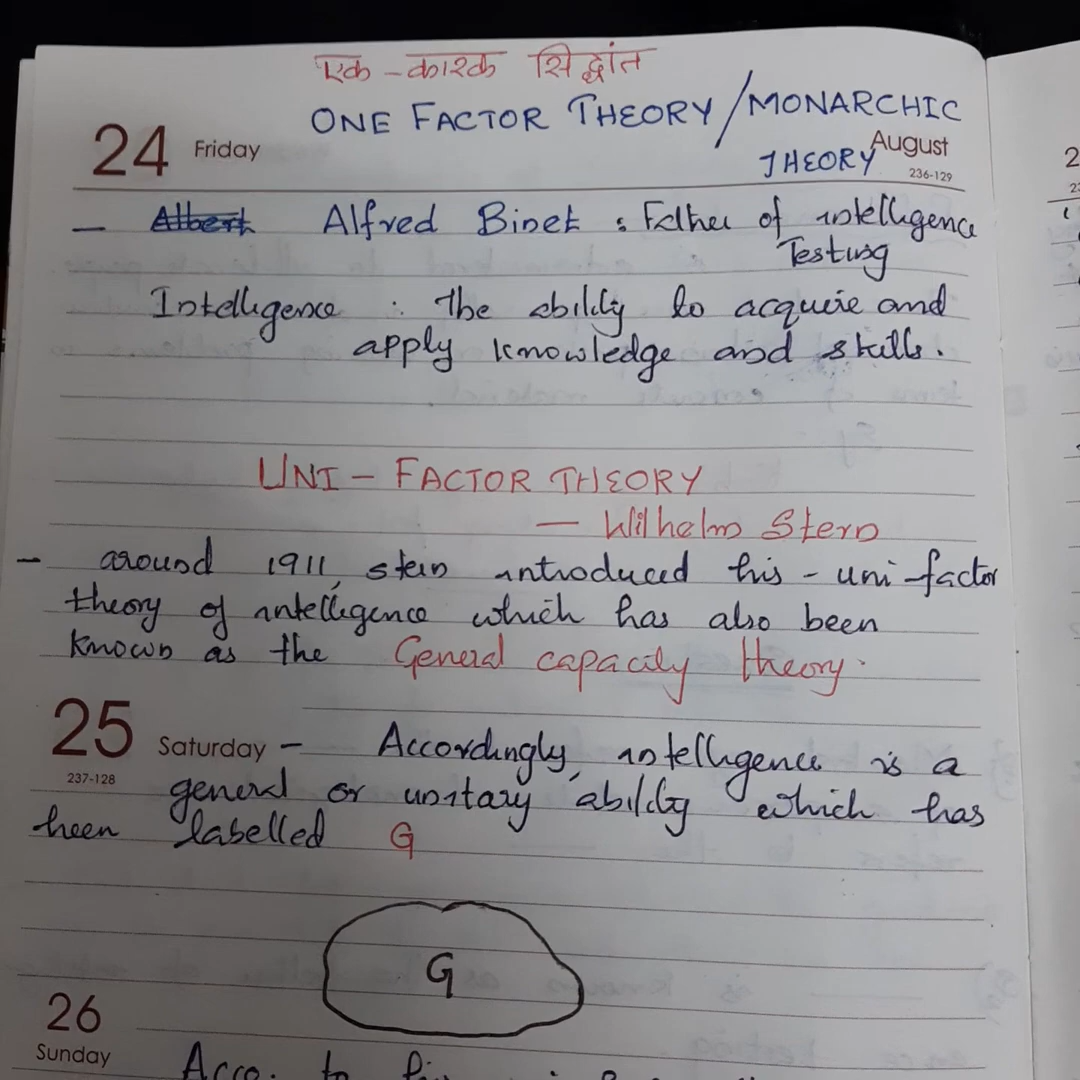 एक-कारक सिद्धांत
ONE FACTOR THEORY/MONARCHIC
24 Friday
THEORY August
236-129
- Albert Alfred Binet : Father of intelligence
Testing
Intelligence : The ability to acquire and
apply knowledge and skills.
UNI-FACTOR THEORY
- Wilhelm Stern
- around 1911, stern introduced his - uni-factor
theory of intelligence which has also been
known as the General capacity theory.
25 Saturday - Accordingly, intelligence is a
237-128
general or unitary ability which has
been labelled G
G
26
Sunday
Acco. to